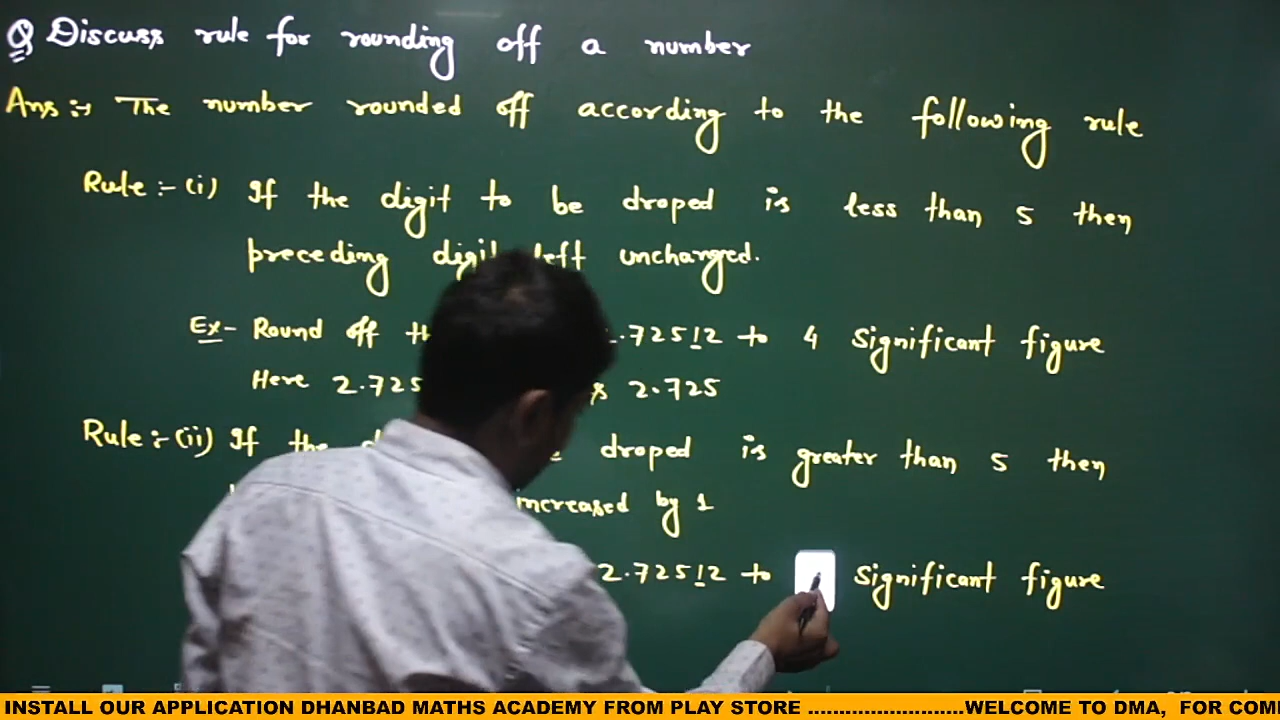 Q Discuss rule for rounding off a number
Ans :- The number rounded off according to the following rule
Rule :- (i) If the digit to be droped is less than 5 then
preceding digit left unchanged.
Ex- Round off .72512 to 4 significant figure
Here 2.725 2.725
Rule :- (ii) If the droped is greater than 5 then
increased by 1
2.72512 to significant figure
INSTALL OUR APPLICATION DHANBAD MATHS ACADEMY FROM PLAY STORE .........................WELCOME TO DMA, FOR COM